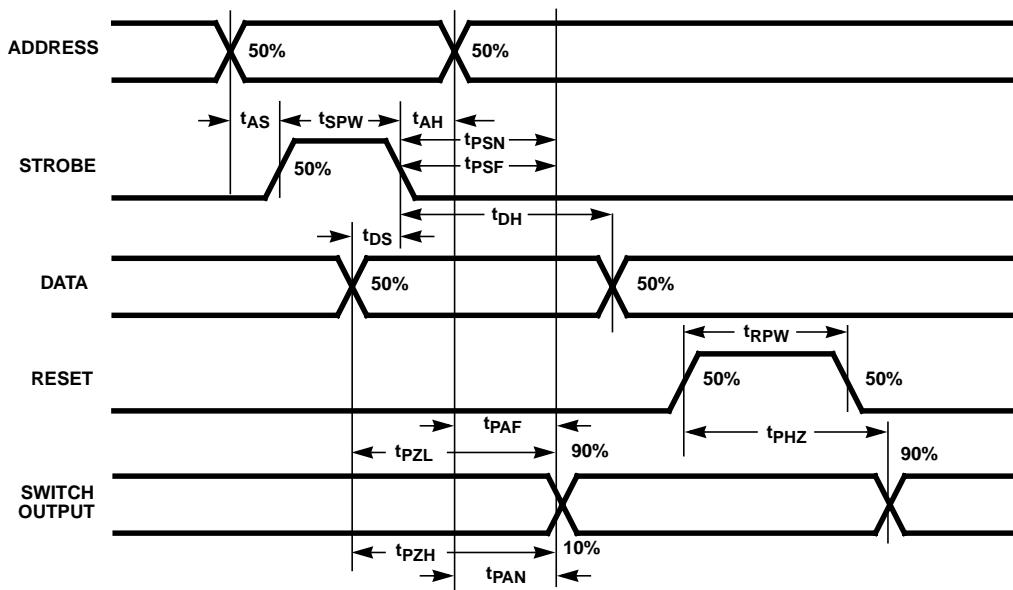 ADDRESS
50%
50%
tAS
tSPW
tAH
tPSN
STROBE
50%
tPSF
tDH
tDS
DATA
50%
50%
tRPW
RESET
50%
50%
tPAF
tPHZ
tPZL
90%
90%
SWITCH
OUTPUT
tPZH
10%
tPAN